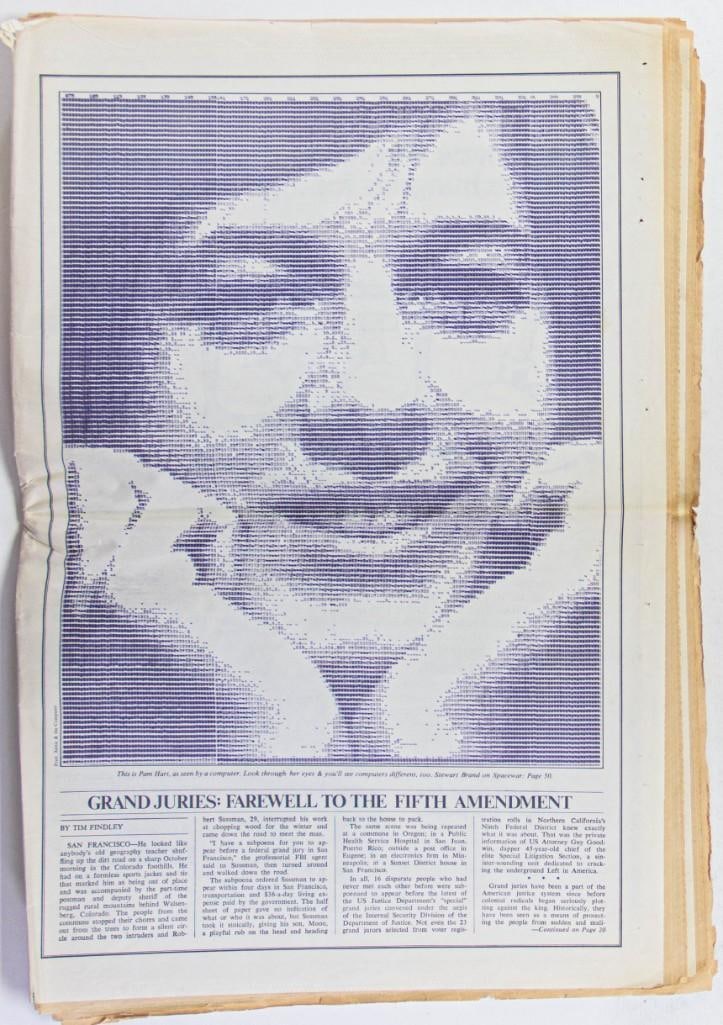 This is Pam Hart, as seen by a computer. Look through her eyes & you'll see computers different, too. Stewart Brand on Spacewar: Page 50.
GRAND JURIES: FAREWELL TO THE FIFTH AMENDMENT
BY TIM FINDLEY
SAN FRANCISCO—He looked like
anybody's old geography teacher shuf-
fling up the dirt road on a sharp October
morning in the Colorado foothills. He
had on a formless sports jacket and tie
that marked him as being out of place
and was accompanied by the part-time
postman and deputy sheriff of the
rugged rural mountains behind Walsen-
berg, Colorado. The people from the
commune stopped their chores and came
out from the trees to form a silent cir-
cle around the two intruders and Rob-
bert Sussman, 29, interrupted his work
at chopping wood for the winter and
came down the road to meet the man.
"I have a subpoena for you to ap-
pear before a federal grand jury in San
Francisco," the professorial FBI agent
said to Sussman, then turned around
and walked down the road.
The subpoena ordered Sussman to ap-
pear within four days in San Francisco,
transportation and $36-a-day living ex-
pense paid by the government. The half
sheet of paper gave no indication of
what or who it was about, but Sussman
took it stoically, giving his son, Moon,
a playful rub on the head and heading
back to the house to pack.
The same scene was being repeated
at a commune in Oregon; in a Public
Health Service Hospital in San Juan,
Puerto Rico; outside a post office in
Eugene; in an electronics firm in Min-
neapolis; at a Sunset District house in
San Francisco.
In all, 16 disparate people who had
never met each other before were sub-
poenaed to appear before the latest of
the US Justice Department's "special"
grand juries convened under the aegis
of the Internal Security Division of the
Department of Justice. Not even the 23
grand jurors selected from voter regis-
tration rolls in Northern California's
Ninth Federal District knew exactly
what it was about. That was the private
information of US Attorney Guy Good-
win, dapper 45-year-old chief of the
elite Special Litigation Section, a sin-
ister-sounding unit dedicated to crack-
ing the underground Left in America.
• • •
Grand juries have been a part of the
American justice system since before
colonial radicals began seriously plot-
ting against the king. Historically, they
have been seen as a means of protect-
ing the people from sudden and mali-
—Continued on Page 28